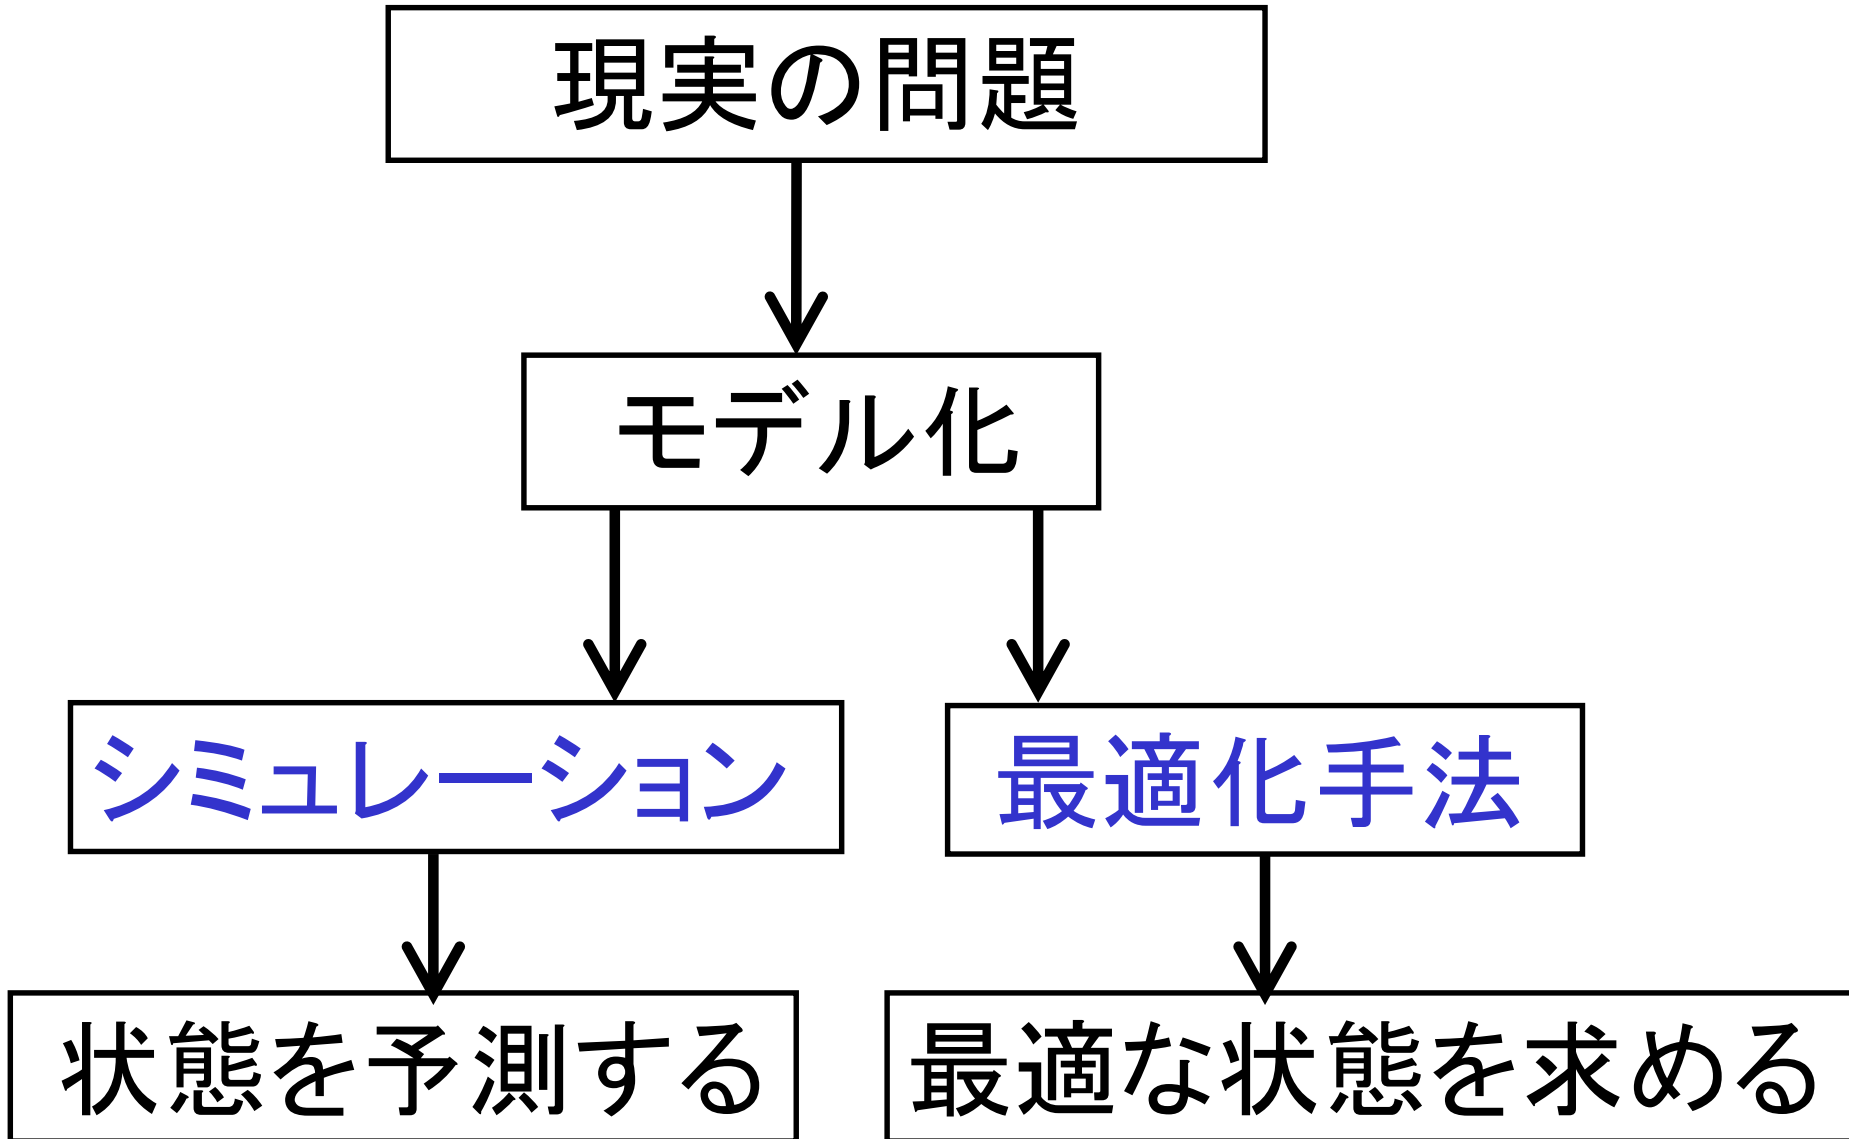 現実の問題
モデル化
シミュレーション
最適化手法
状態を予測する
最適な状態を求める